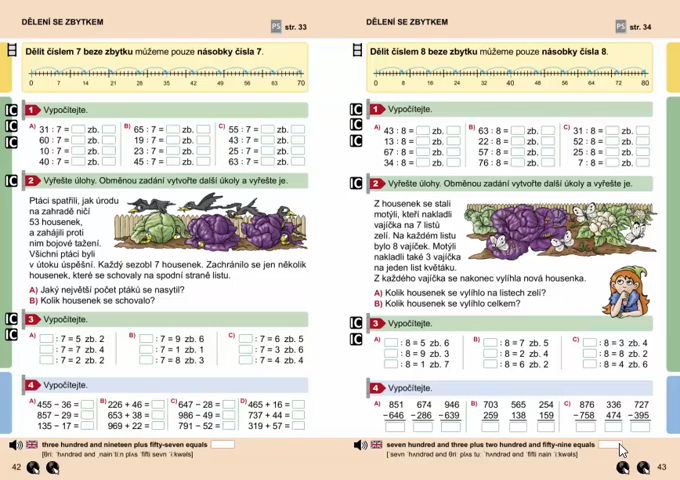 DĚLENÍ SE ZBYTKEM
PS str. 33
Dělit číslem 7 beze zbytku můžeme pouze násobky čísla 7.
0 7 14 21 28 35 42 49 56 63 70
1 Vypočítejte.
A) 31 : 7 = zb. B) 65 : 7 = zb. C) 55 : 7 = zb.
60 : 7 = zb. 19 : 7 = zb. 43 : 7 = zb.
10 : 7 = zb. 23 : 7 = zb. 25 : 7 = zb.
40 : 7 = zb. 45 : 7 = zb. 63 : 7 = zb.
2 Vyřešte úlohy. Obměnou zadání vytvořte další úkoly a vyřešte je.
Ptáci spatřili, jak úrodu
na zahradě ničí
53 housenek,
a zahájili proti
nim bojové tažení.
Všichni ptáci byli
v útoku úspěšní. Každý sezobl 7 housenek. Zachránilo se jen několik
housenek, které se schovaly na spodní straně listu.
A) Jaký největší počet ptáků se nasytil?
B) Kolik housenek se schovalo?
3 Vypočítejte.
A) : 7 = 5 zb. 2 B) : 7 = 9 zb. 6 C) : 7 = 6 zb. 5
: 7 = 7 zb. 4 : 7 = 1 zb. 1 : 7 = 3 zb. 6
: 7 = 2 zb. 2 : 7 = 8 zb. 3 : 7 = 4 zb. 4
4 Vypočítejte.
A) 455 − 36 = B) 226 + 46 = C) 647 − 28 = D) 465 + 16 =
857 − 29 = 653 + 38 = 986 − 49 = 737 + 44 =
135 − 17 = 969 + 22 = 791 − 52 = 319 + 57 =
three hundred and nineteen plus fifty-seven equals
42
DĚLENÍ SE ZBYTKEM
PS str. 34
Dělit číslem 8 beze zbytku můžeme pouze násobky čísla 8.
0 8 16 24 32 40 48 56 64 72 80
1 Vypočítejte.
A) 43 : 8 = zb. B) 63 : 8 = zb. C) 31 : 8 = zb.
13 : 8 = zb. 22 : 8 = zb. 52 : 8 = zb.
67 : 8 = zb. 57 : 8 = zb. 25 : 8 = zb.
34 : 8 = zb. 76 : 8 = zb. 7 : 8 = zb.
2 Vyřešte úlohy. Obměnou zadání vytvořte další úkoly a vyřešte je.
Z housenek se stali
motýli, kteří nakladli
vajíčka na 7 listů
zelí. Na každém listu
bylo 8 vajíček. Motýli
nakladli také 3 vajíčka
na jeden list květáku.
Z každého vajíčka se nakonec vylíhla nová housenka.
A) Kolik housenek se vylíhlo na listech zelí?
B) Kolik housenek se vylíhlo celkem?
3 Vypočítejte.
A) : 8 = 5 zb. 6 B) : 8 = 7 zb. 5 C) : 8 = 3 zb. 4
: 8 = 9 zb. 3 : 8 = 2 zb. 4 : 8 = 8 zb. 2
: 8 = 1 zb. 7 : 8 = 6 zb. 2 : 8 = 4 zb. 6
4 Vypočítejte.
A) 851 674 946 B) 703 565 254 C) 876 336 727
−646 −286 −639 259 138 159 −758 474 −395
seven hundred and three plus two hundred and fifty-nine equals
43